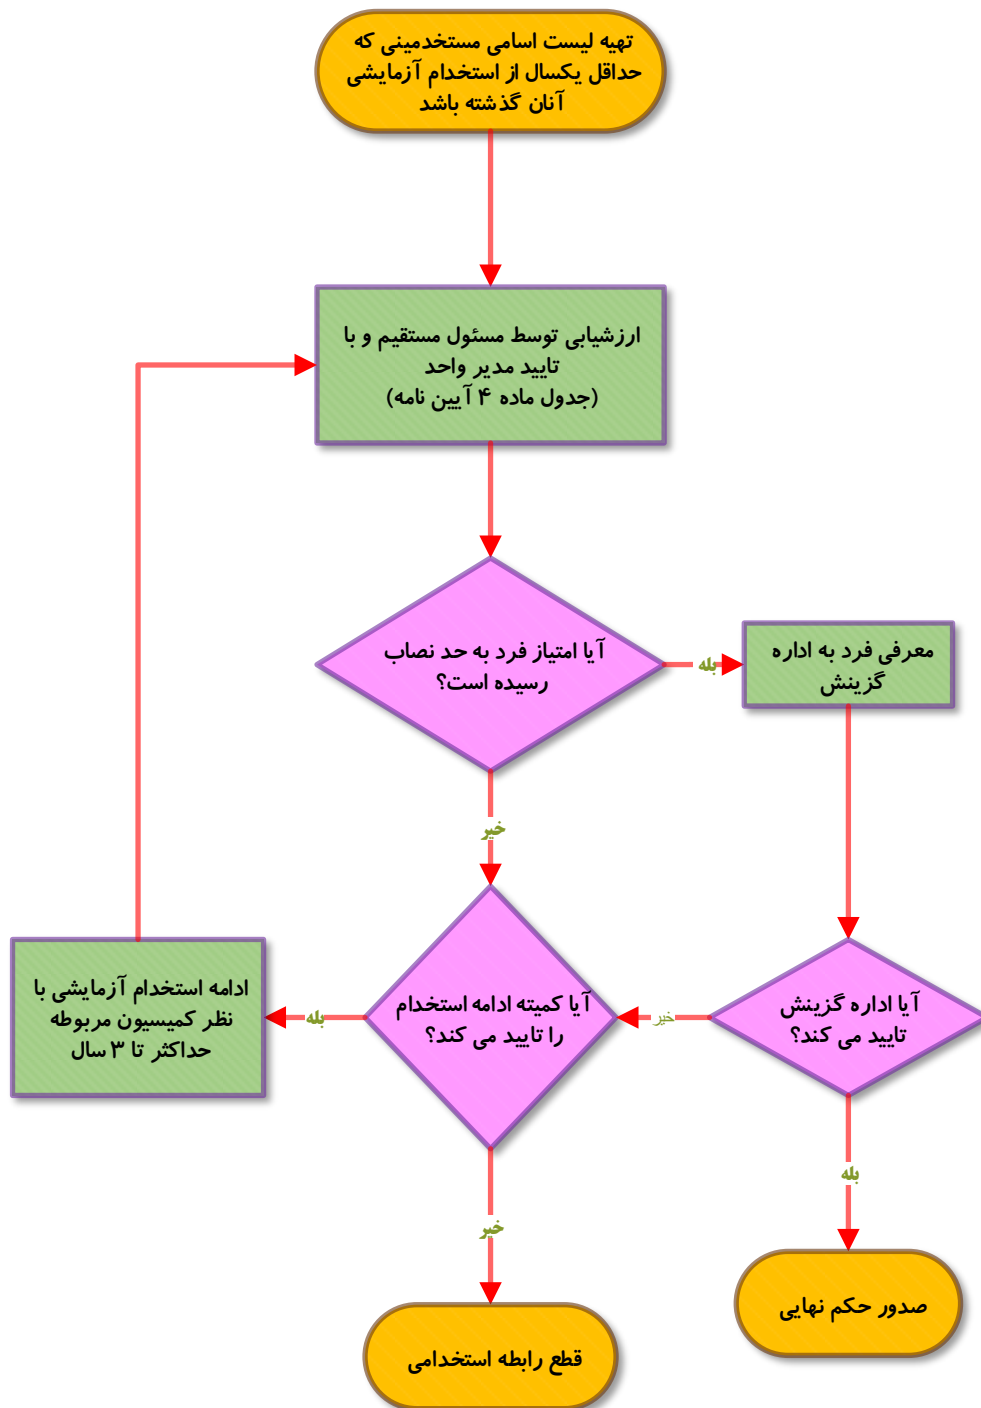 تهیه لیست اسامی مستخدمینی که
حداقل یکسال از استخدام آزمایشی
آنان گذشته باشد
ارزشیابی توسط مسئول مستقیم و با
تایید مدیر واحد
(جدول ماده ۴ آیین نامه)
آیا امتیاز فرد به حد نصاب
رسیده است؟
بله
معرفی فرد به اداره
گزینش
خیر
آیا اداره گزینش
تایید می کند؟
خیر
آیا کمیته ادامه استخدام
را تایید می کند؟
بله
ادامه استخدام آزمایشی با
نظر کمیسیون مربوطه
حداکثر تا ۳ سال
بله
خیر
صدور حکم نهایی
قطع رابطه استخدامی